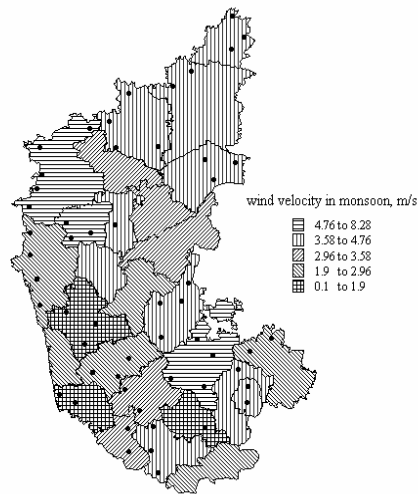 wind velocity in monsoon, m/s
4.76 to 8.28
3.58 to 4.76
2.96 to 3.58
1.9 to 2.96
0.1 to 1.9